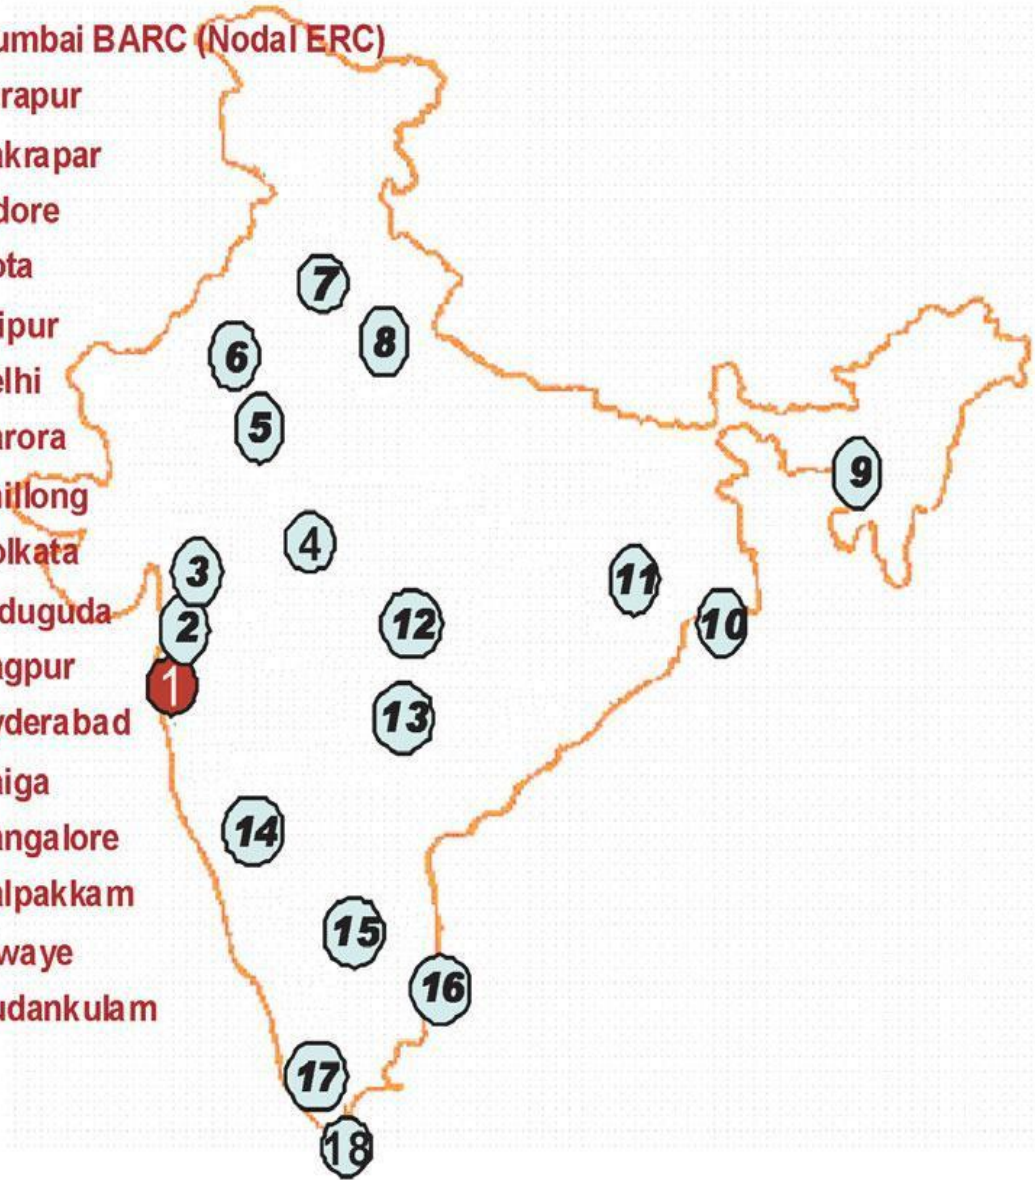 umbai BARC (Nodal ERC)
rapur
akrapar
dore
ota
ipur
elhi
arora
illong
olkata
duguda
agpur
yderabad
aiga
angalore
alpakkam
waye
udankulam
7
8
6
5
9
4
3
11
12
2
10
1
13
14
15
16
17
18